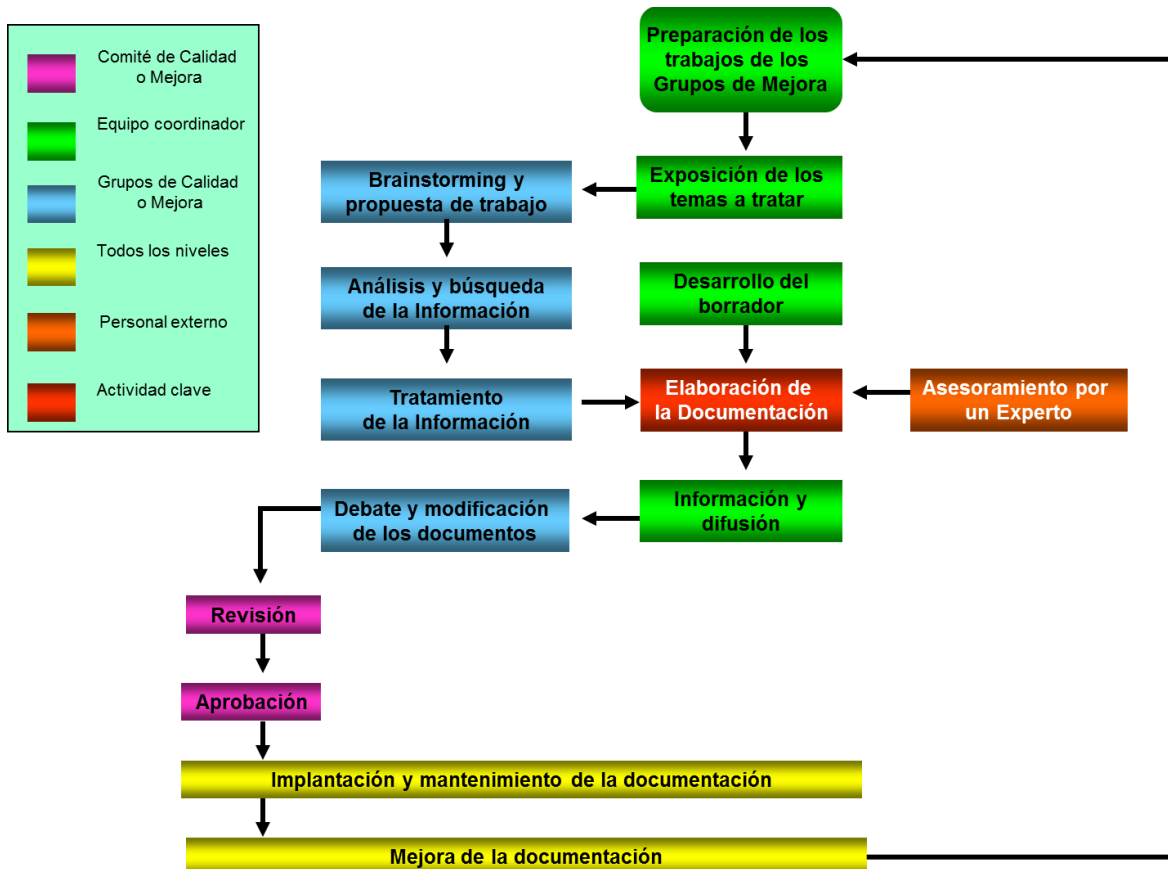 Comité de Calidad
o Mejora
Equipo coordinador
Grupos de Calidad
o Mejora
Todos los niveles
Personal externo
Actividad clave
Preparación de los
trabajos de los
Grupos de Mejora
Exposición de los
temas a tratar
Brainstorming y
propuesta de trabajo
Análisis y búsqueda
de la Información
Desarrollo del
borrador
Tratamiento
de la Información
Elaboración de
la Documentación
Asesoramiento por
un Experto
Información y
difusión
Debate y modificación
de los documentos
Revisión
Aprobación
Implantación y mantenimiento de la documentación
Mejora de la documentación